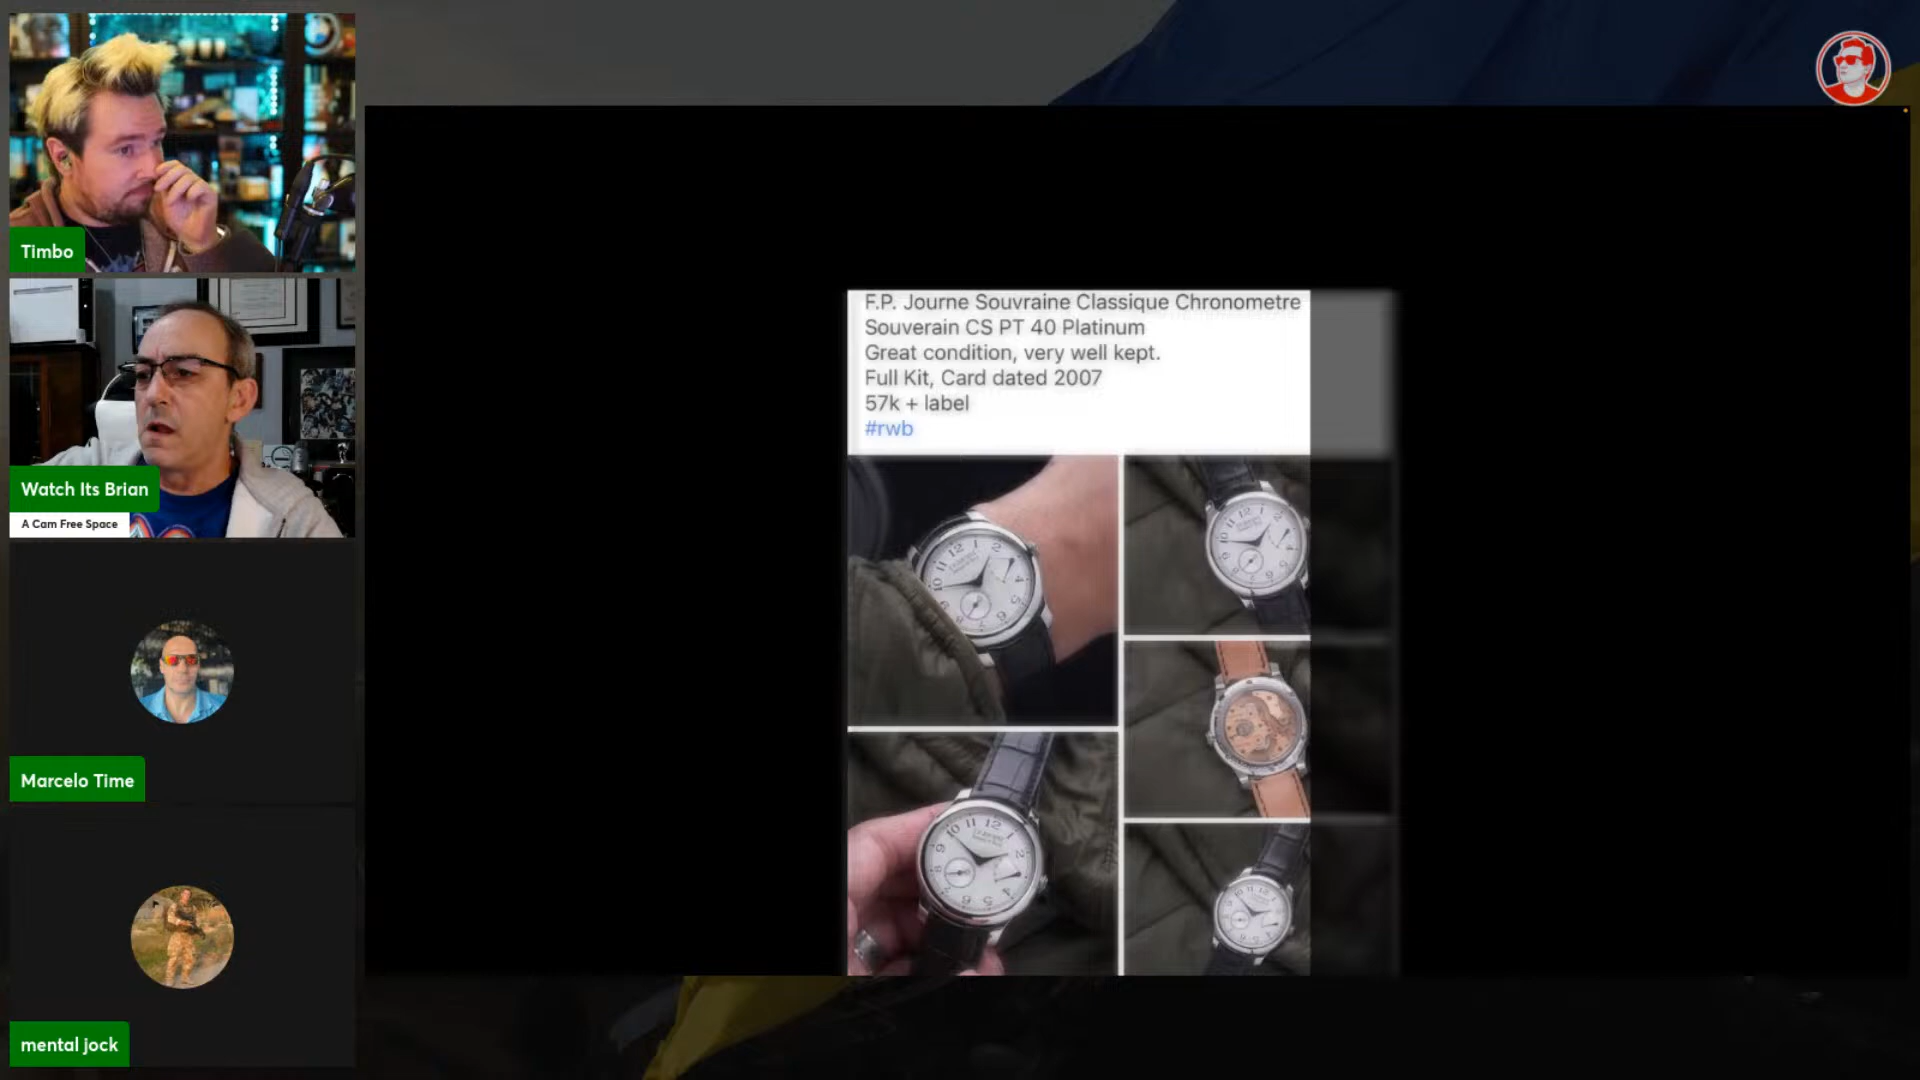 Timbo
Watch Its Brian
A Cam Free Space
Marcelo Time
mental jock
F.P. Journe Souvraine Classique Chronometre
Souverain CS PT 40 Platinum
Great condition, very well kept.
Full Kit, Card dated 2007
57k + label
#rwb